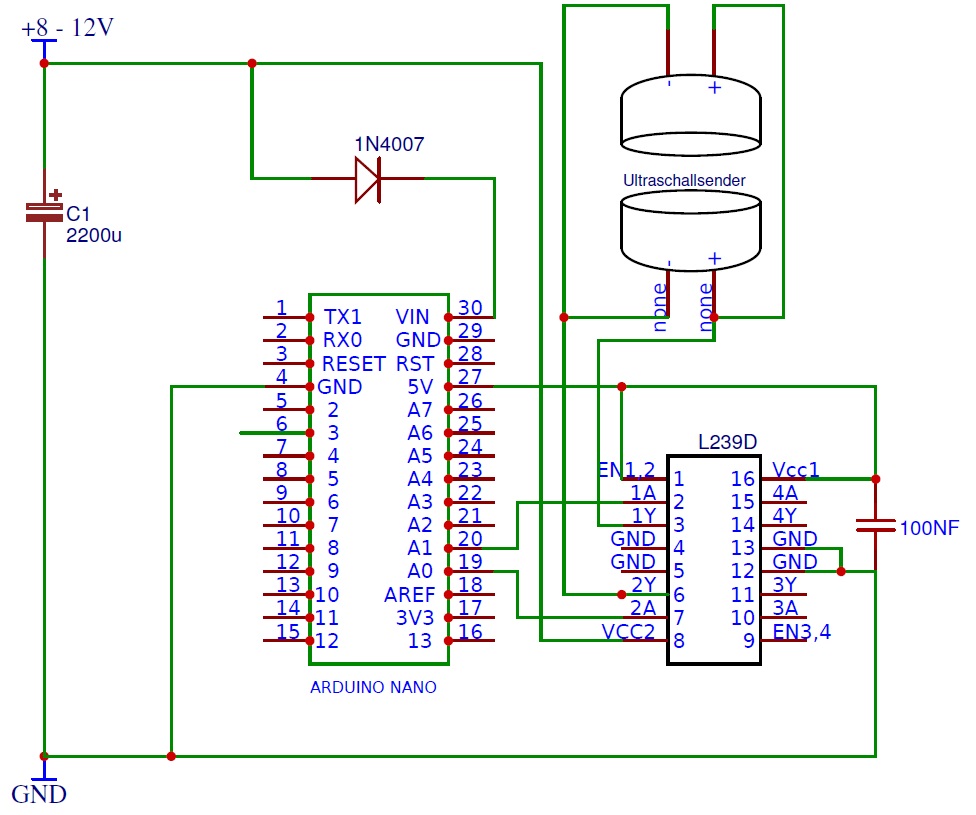 +8 - 12V
1N4007
C1
2200u
- +
Ultraschallsender
- +
none none
1 TX1 VIN 30
2 RX0 GND 29
3 RESET RST 28
4 GND 5V 27
5 2 A7 26
6 3 A6 25
7 4 A5 24
8 5 A4 23
9 6 A3 22
10 7 A2 21
11 8 A1 20
12 9 A0 19
13 10 AREF 18
14 11 3V3 17
15 12 13 16
ARDUINO NANO
L239D
EN1,2 1 16 Vcc1
1A 2 15 4A
1Y 3 14 4Y
GND 4 13 GND
GND 5 12 GND
2Y 6 11 3Y
2A 7 10 3A
VCC2 8 9 EN3,4
100NF
GND